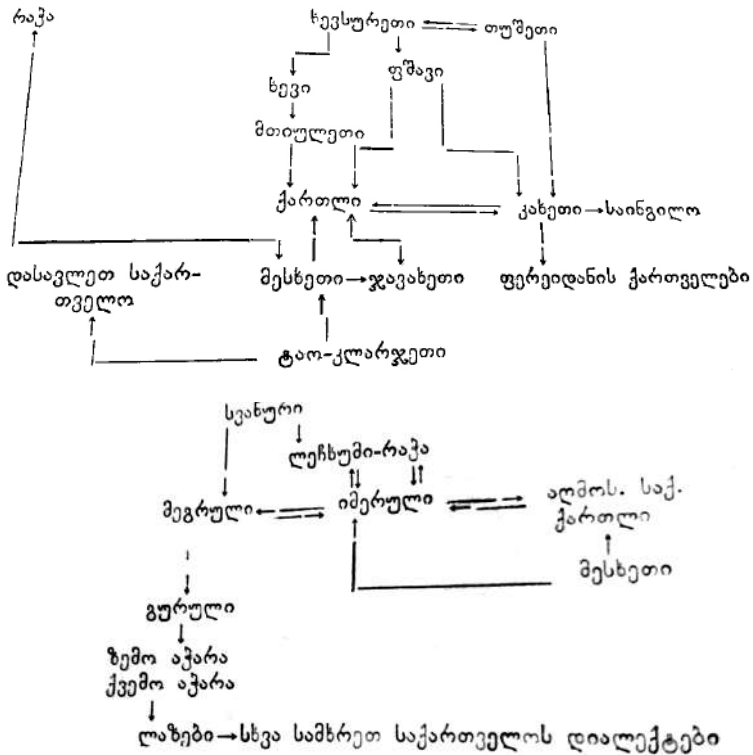 რაჭა
ხევსურეთი
თუშეთი
ფშავი
ხევი
მთიულეთი
ქართლი
კახეთი
საინგილო
დასავლეთ საქარ-
თველო
მესხეთი
ჯავახეთი
ფერეიდანის ქართველები
ტაო-კლარჯეთი
სვანური
ლეჩხუმი-რაჭა
მეგრული
იმერული
აღმოს. საქ.
ქართლი
მესხეთი
გურული
ზემო აჭარა
ქვემო აჭარა
ლაზები
სხვა სამხრეთ საქართველოს დიალექტები